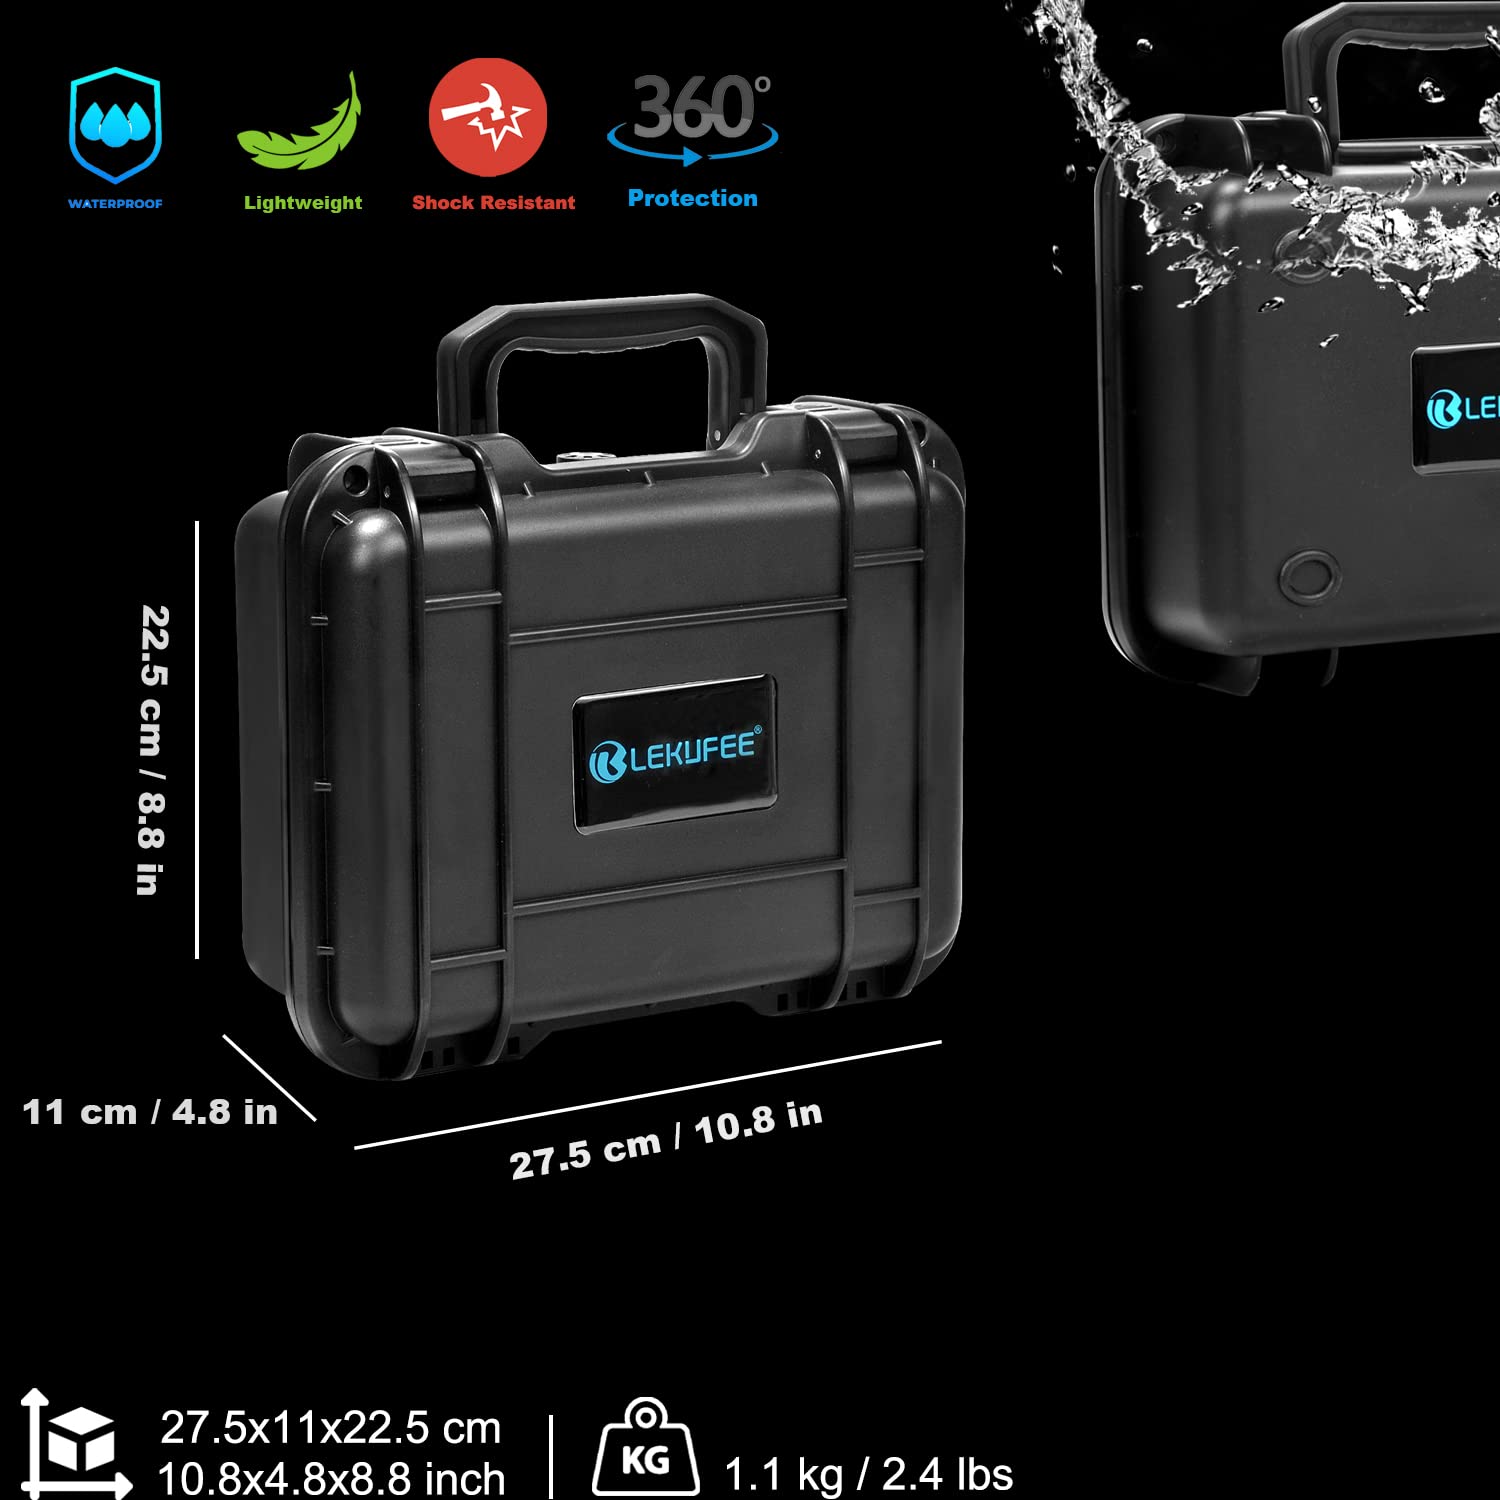 WATERPROOF
Lightweight
Shock Resistant
360°
Protection
LEKUFEE®
LE
22.5 cm / 8.8 in
11 cm / 4.8 in
27.5 cm / 10.8 in
27.5x11x22.5 cm
10.8x4.8x8.8 inch
KG
1.1 kg / 2.4 lbs